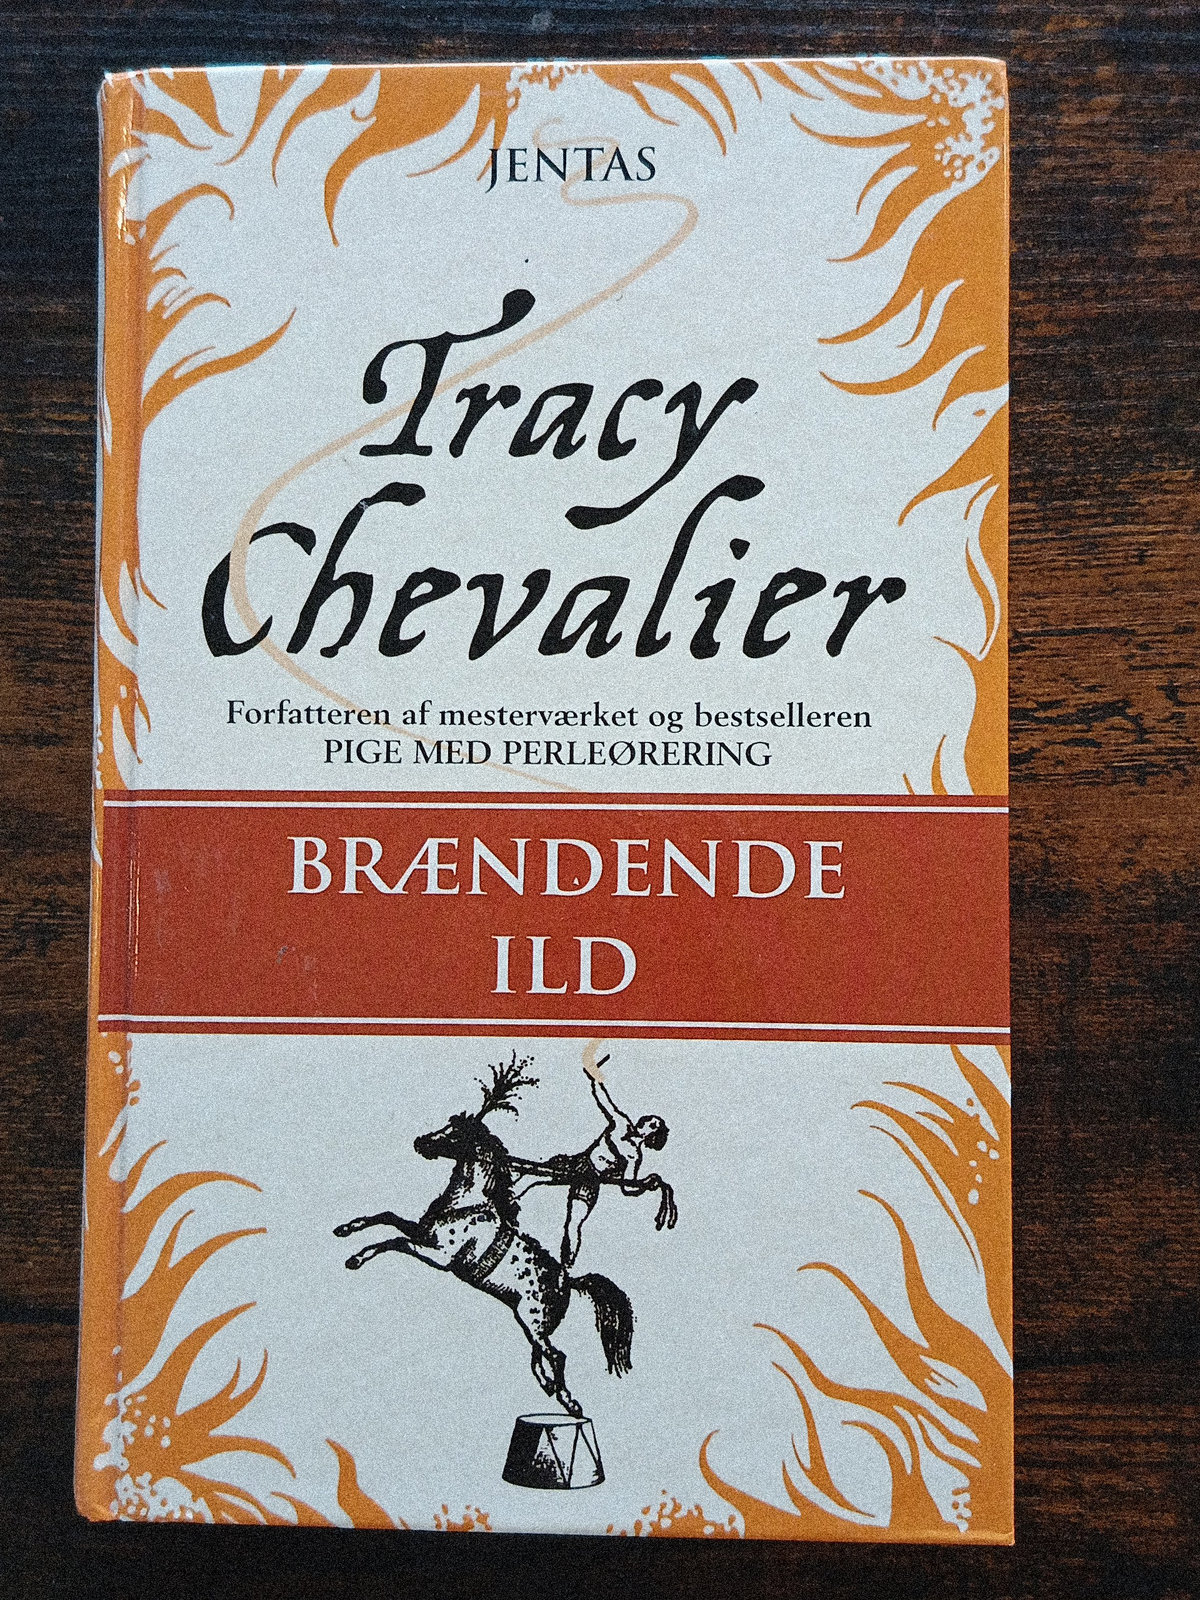 JENTAS
Tracy
Chevalier
Forfatteren af mesterværket og bestselleren
PIGE MED PERLEØRERING
BRÆNDENDE
ILD